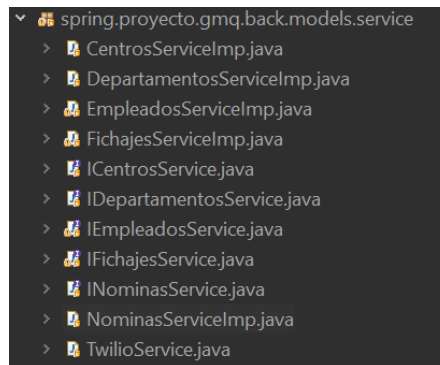 spring.proyecto.gmq.back.models.service
CentrosServiceImp.java
DepartamentosServiceImp.java
EmpleadosServiceImp.java
FichajesServiceImp.java
ICentrosService.java
IDepartamentosService.java
IEmpleadosService.java
IFichajesService.java
INominasService.java
NominasServiceImp.java
TwilioService.java